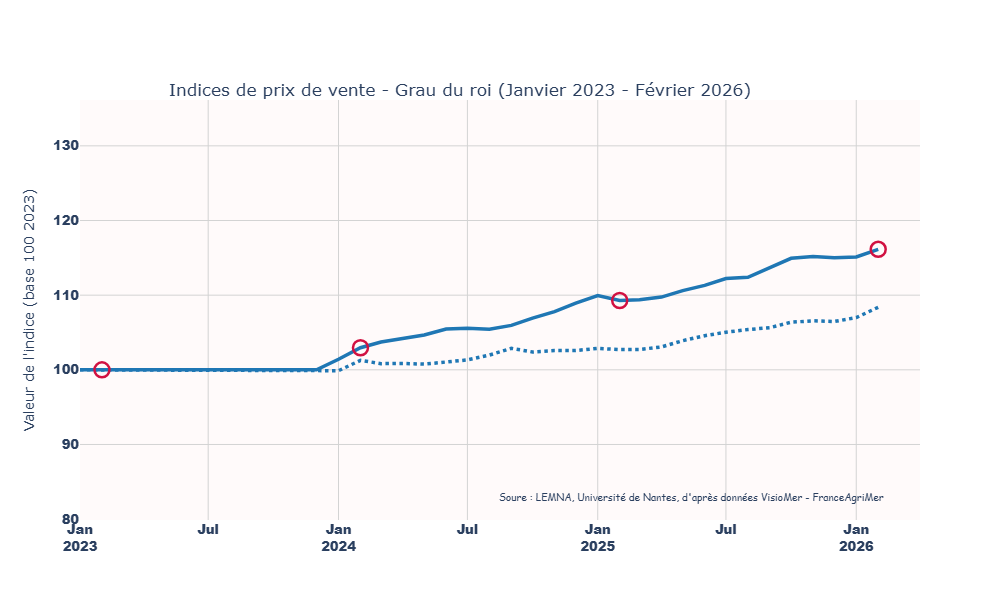 Indices de prix de vente - Grau du roi (Janvier 2023 - Février 2026)
Valeur de l'indice (base 100 2023)
130
120
110
100
90
80
Soure : LEMNA, Université de Nantes, d'après données VisioMer - FranceAgriMer
Jan Jul Jan Jul Jan Jul Jan
2023 2024 2025 2026